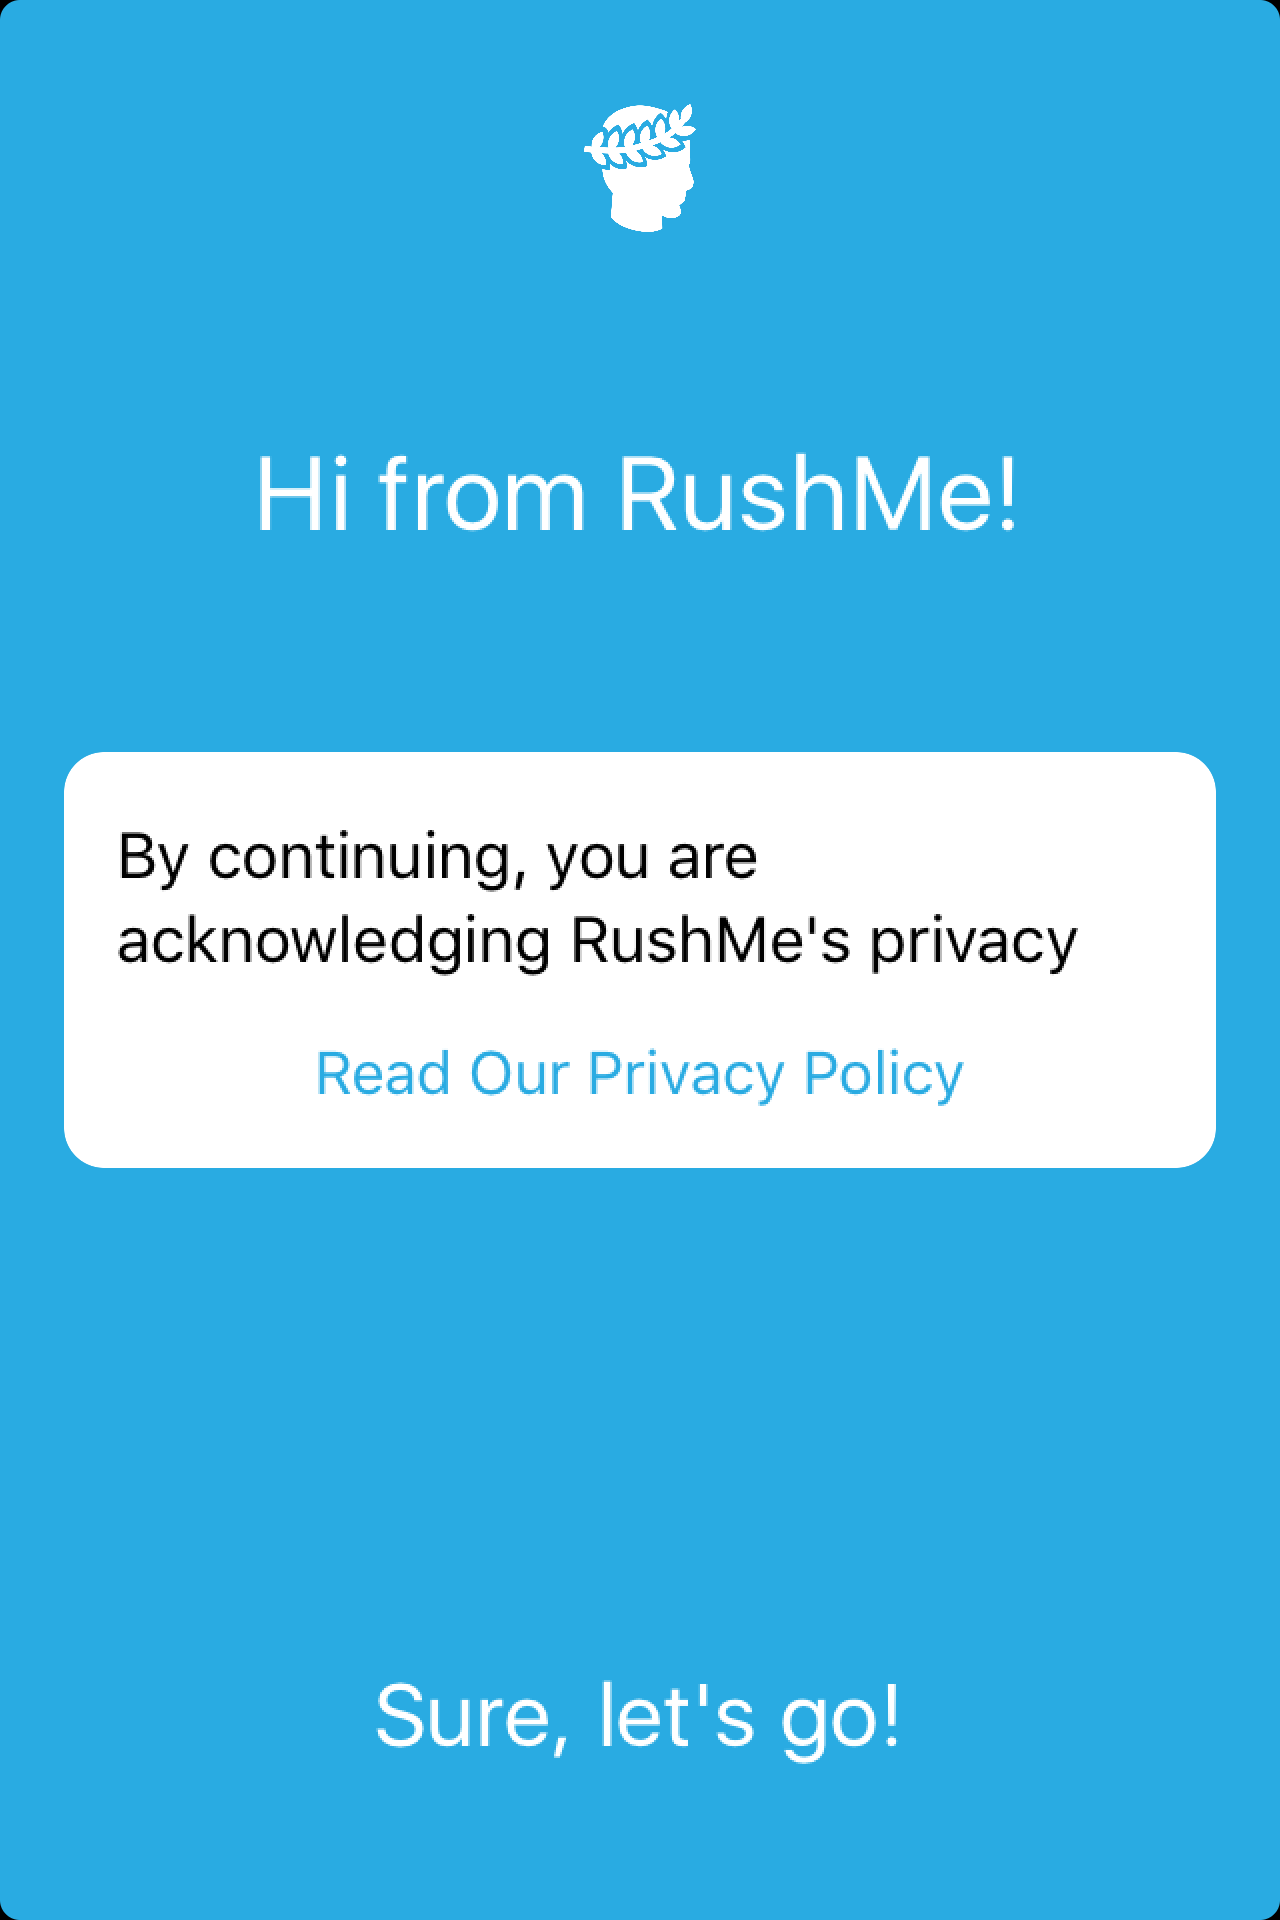 Hi from RushMe!
By continuing, you are
acknowledging RushMe's privacy
Read Our Privacy Policy
Sure, let's go!